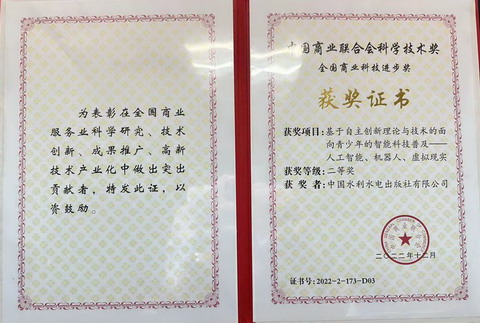 为表彰在全国商业
服务业科学研究、技术
创新、成果推广、高新
技术产业化中做出突出
贡献者，特发此证，以
资鼓励。
中国商业联合会科学技术奖
全国商业科技进步奖
获奖证书
获奖项目：基于自主创新理论与技术的面
向青少年的智能科技普及——
人工智能、机器人、虚拟现实
获奖等级：二等奖
获奖者：中国水利水电出版社有限公司
二〇二二年十二月
证书号：2022-2-173-D03